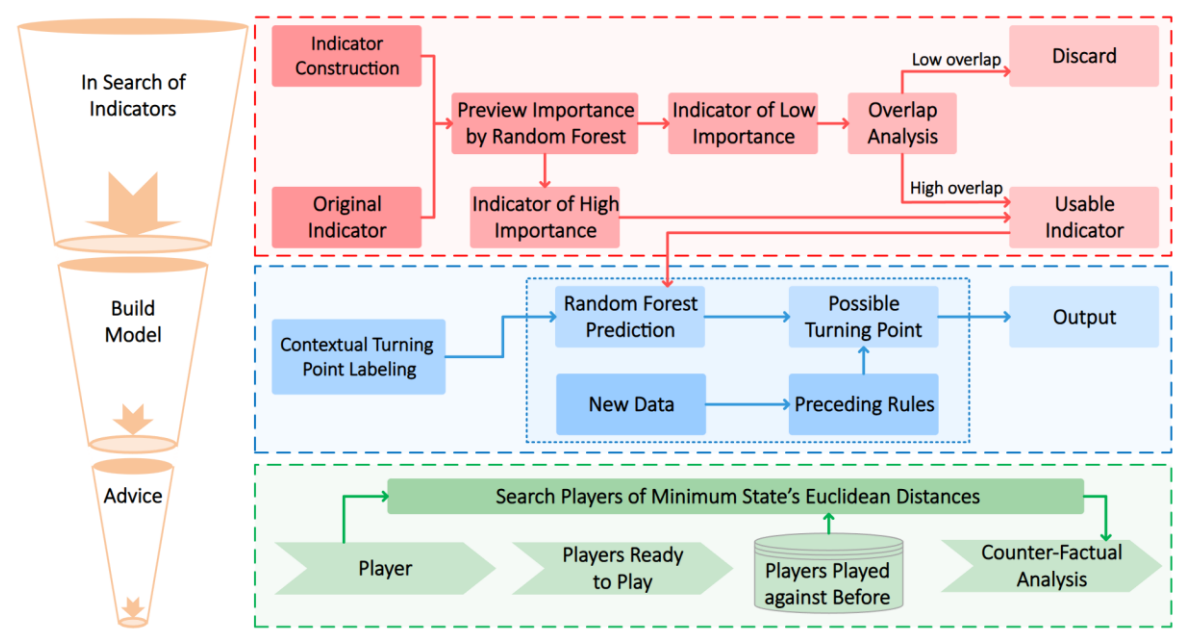 In Search of
Indicators
Indicator
Construction
Original
Indicator
Preview Importance
by Random Forest
Indicator of High
Importance
Indicator of Low
Importance
Overlap
Analysis
Low overlap
High overlap
Discard
Usable
Indicator
Build
Model
Contextual Turning
Point Labeling
Random Forest
Prediction
Possible
Turning Point
Output
New Data
Preceding Rules
Advice
Search Players of Minimum State's Euclidean Distances
Player
Players Ready
to Play
Players Played
against Before
Counter-Factual
Analysis